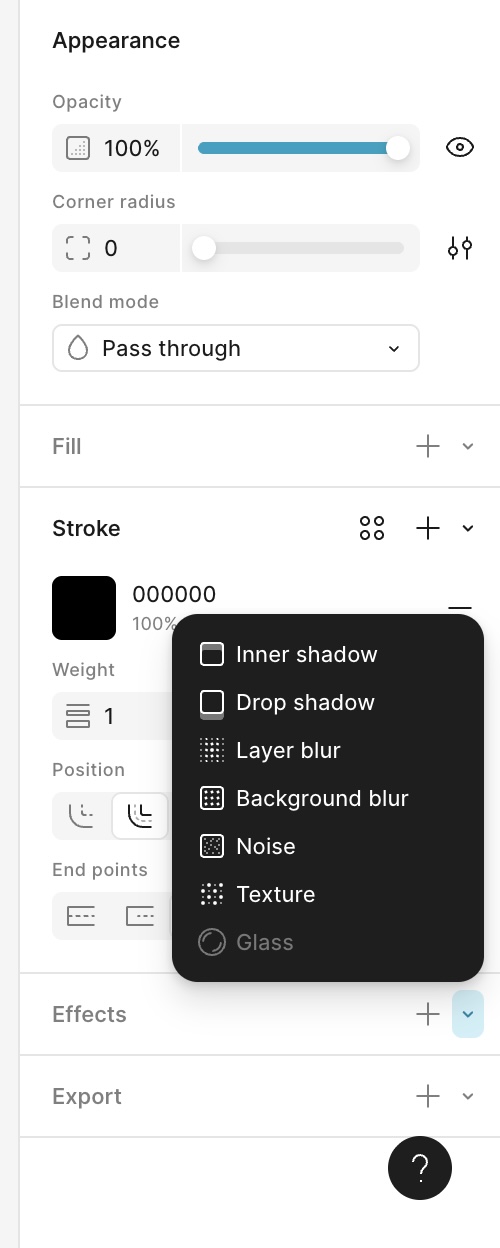 Appearance
Opacity
100%
Corner radius
0
Blend mode
Pass through
Fill
Stroke
000000
100%
Weight
1
Position
End points
Inner shadow
Drop shadow
Layer blur
Background blur
Noise
Texture
Glass
Effects
Export
?